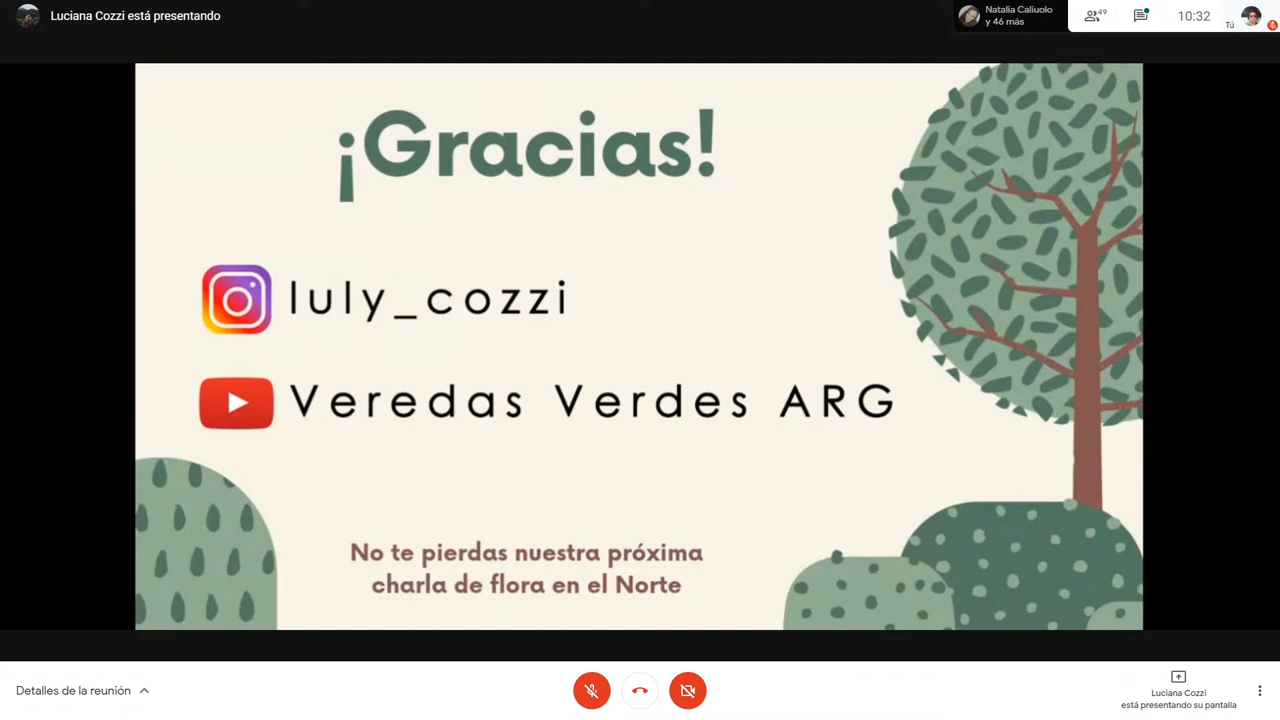 Luciana Cozzi está presentando
Natalia Caliuolo
y 46 más
49
10:32
Tú
¡Gracias!
luly_cozzi
Veredas Verdes ARG
No te pierdas nuestra próxima
charla de flora en el Norte
Detalles de la reunión
Luciana Cozzi
está presentando su pantalla